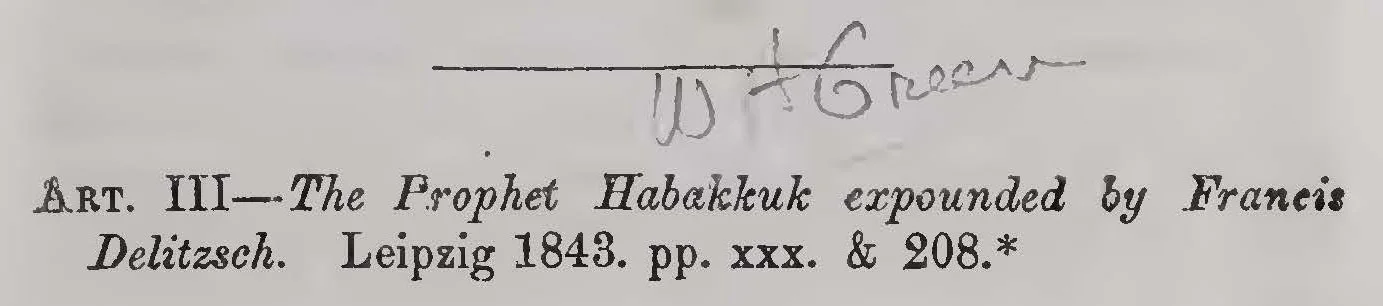 W H Green
ART. III—The Prophet Habakkuk expounded by Francis
Delitzsch. Leipzig 1843. pp. xxx. & 208.*